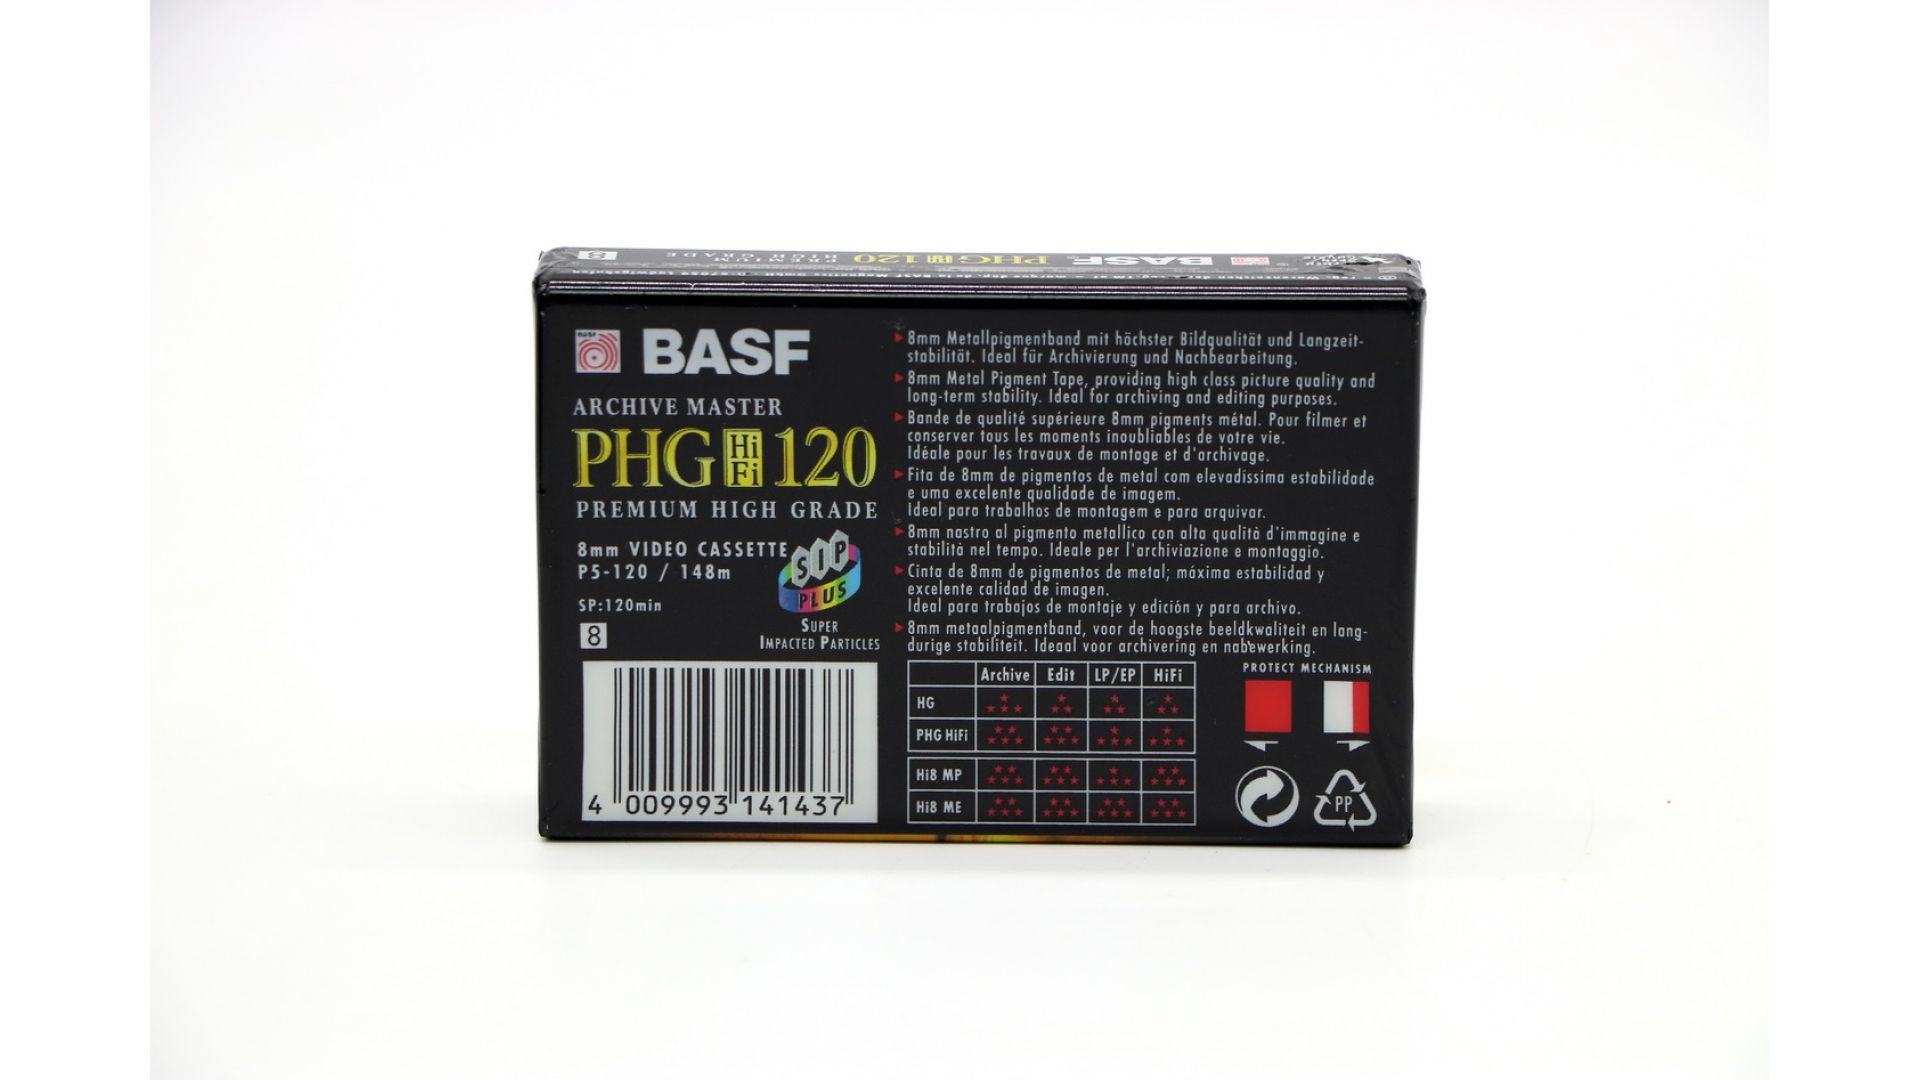 8 PREMIUM HIGH GRADE PHG HiFi 120 BASF
BASF
ARCHIVE MASTER
PHG HiFi 120
PREMIUM HIGH GRADE
8mm VIDEO CASSETTE
P5-120 / 148m
SP:120min
8
SIP
PLUS
SUPER
IMPACTED PARTICLES
4 009993 141437
8mm Metallpigmentband mit höchster Bildqualität und Langzeit-
stabilität. Ideal für Archivierung und Nachbearbeitung.
8mm Metal Pigment Tape, providing high class picture quality and
long-term stability. Ideal for archiving and editing purposes.
Bande de qualité supérieure 8mm pigments métal. Pour filmer et
conserver tous les moments inoubliables de votre vie.
Idéale pour les travaux de montage et d'archivage.
Fita de 8mm de pigmentos de metal com elevadíssima estabilidade
e uma excelente qualidade de imagem.
Ideal para trabalhos de montagem e para arquivar.
8mm nastro al pigmento metallico con alta qualità d'immagine e
stabilità nel tempo. Ideale per l'archiviazione e montaggio.
Cinta de 8mm de pigmentos de metal; máxima estabilidad y
excelente calidad de imagen.
Ideal para trabajos de montaje y edición y para archivo.
8mm metaalpigmentband, voor de hoogste beeldkwaliteit en lang-
durige stabiliteit. Ideaal voor archivering en nabewerking.
Archive Edit LP/EP HiFi
HG
PHG HiFi
Hi8 MP
Hi8 ME
PROTECT MECHANISM
PP